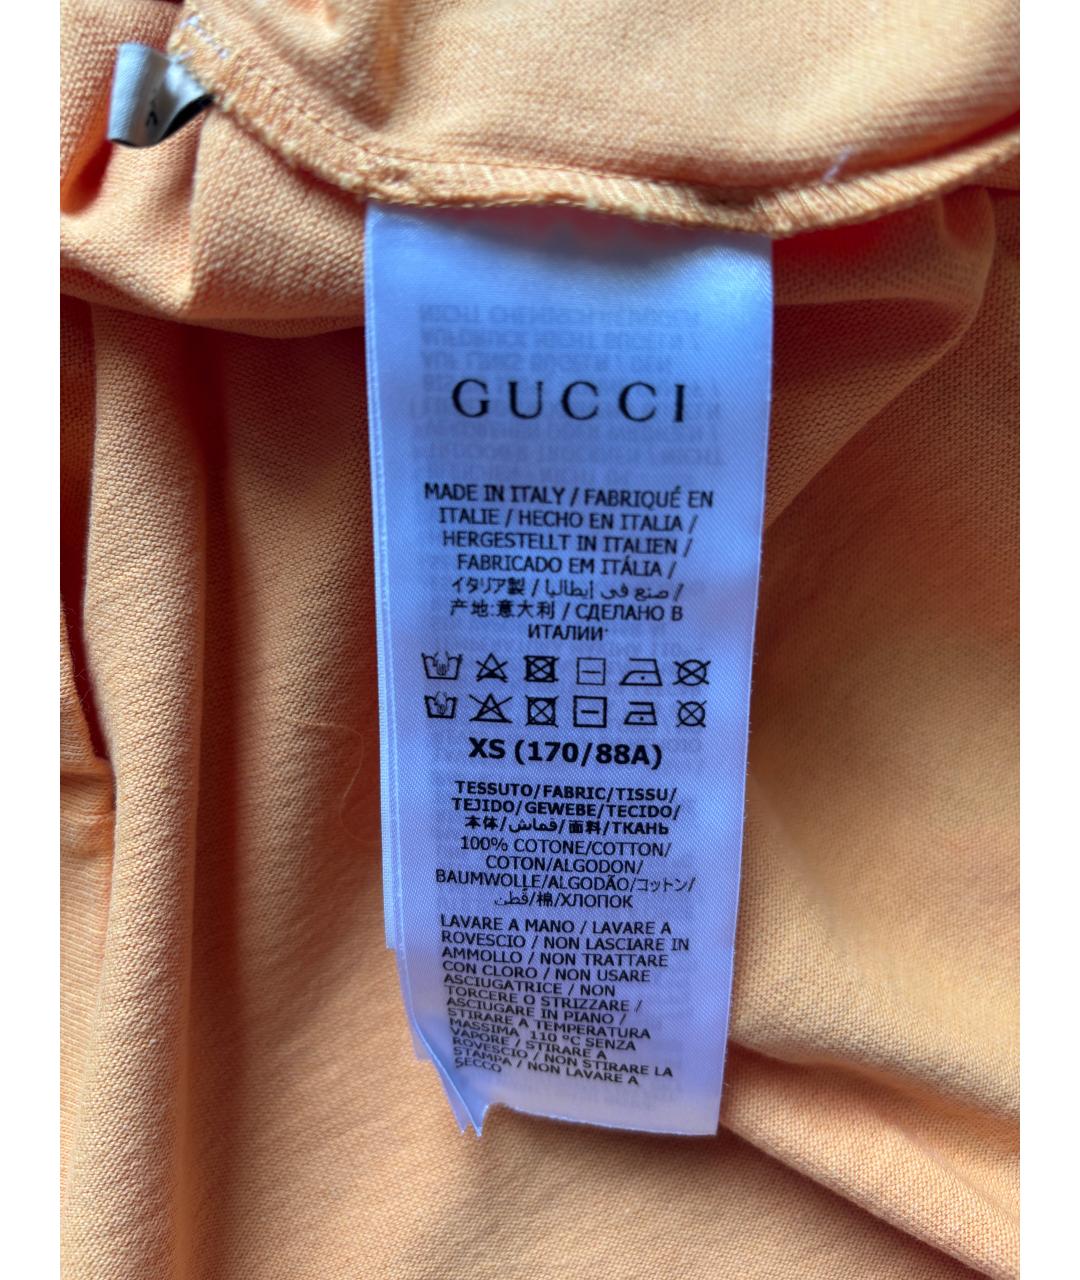 GUCCI
MADE IN ITALY / FABRIQUÉ EN
ITALIE / HECHO EN ITALIA /
HERGESTELLT IN ITALIEN /
FABRICADO EM ITÁLIA /
イタリア製 / صنع في إيطاليا /
产地:意大利 / СДЕЛАНО В
ИТАЛИИ
XS (170/88A)
TESSUTO/FABRIC/TISSU/
TEJIDO/GEWEBE/TECIDO/
本体/قماش/面料/ТКАНЬ
100% COTONE/COTTON/
COTON/ALGODON/
BAUMWOLLE/ALGODÃO/コットン/
قطن/棉/ХЛОПОК
LAVARE A MANO / LAVARE A
ROVESCIO / NON LASCIARE IN
AMMOLLO / NON TRATTARE
CON CLORO / NON USARE
ASCIUGATRICE / NON
TORCERE O STRIZZARE /
ASCIUGARE IN PIANO /
STIRARE A TEMPERATURA
MASSIMA 110 °C SENZA
VAPORE / STIRARE A
ROVESCIO / NON STIRARE LA
STAMPA / NON LAVARE A
SECCO